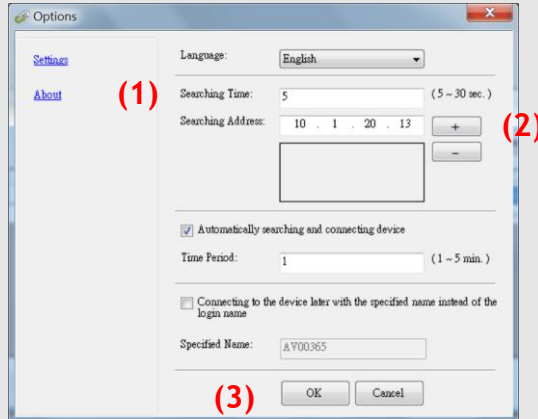 Options
Settings
About
Language:
English
(1)
Searching Time:
5
( 5 ~ 30 sec. )
Searching Address:
10 . 1 . 20 . 13
+
(2)
-
Automatically searching and connecting device
Time Period:
1
( 1 ~ 5 min. )
Connecting to the device later with the specified name instead of the
login name
Specified Name:
AV00365
(3)
OK
Cancel